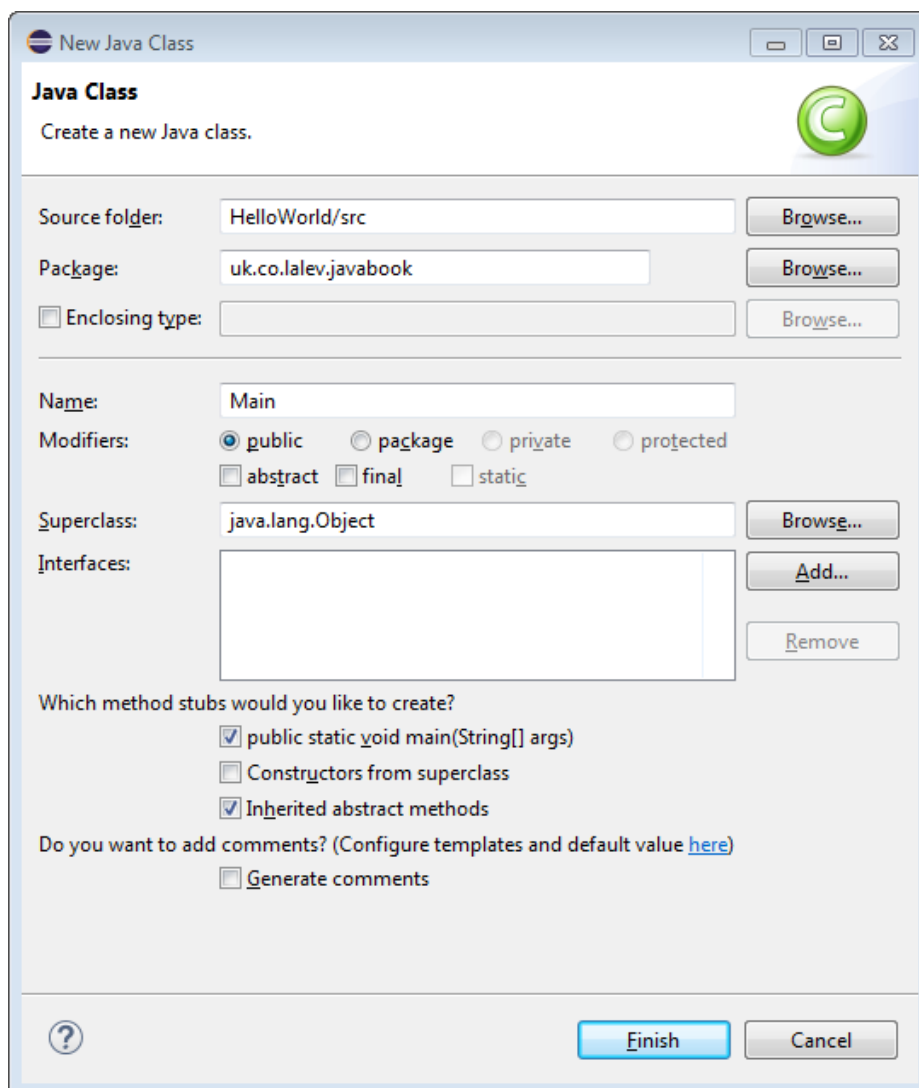 New Java Class
Java Class
Create a new Java class.
C
Source folder: HelloWorld/src Browse...
Package: uk.co.lalev.javabook Browse...
Enclosing type: Browse...
Name: Main
Modifiers: public package private protected
abstract final static
Superclass: java.lang.Object Browse...
Interfaces: Add...
Remove
Which method stubs would you like to create?
public static void main(String[] args)
Constructors from superclass
Inherited abstract methods
Do you want to add comments? (Configure templates and default value here)
Generate comments
? Finish Cancel